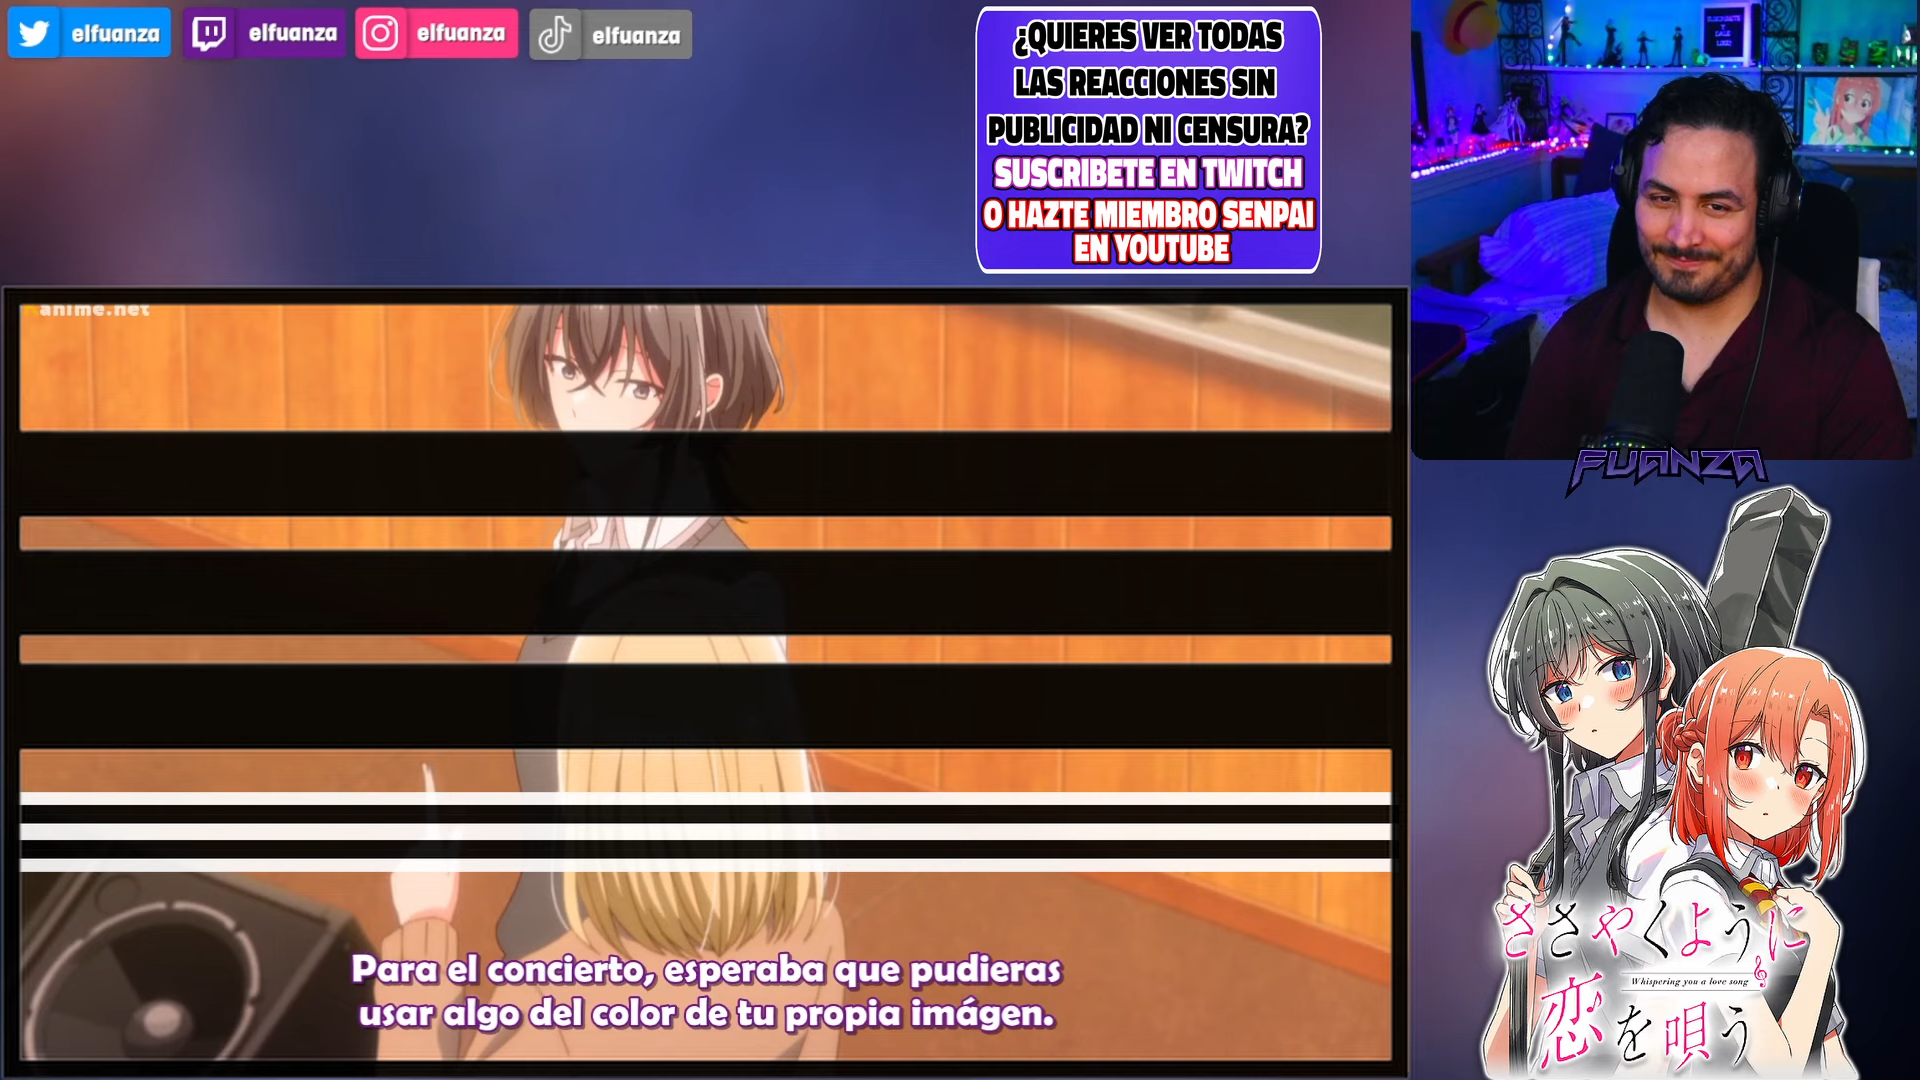 elfuanza
elfuanza
elfuanza
elfuanza
¿QUIERES VER TODAS
LAS REACCIONES SIN
PUBLICIDAD NI CENSURA?
SUSCRIBETE EN TWITCH
O HAZTE MIEMBRO SENPAI
EN YOUTUBE
anime.net
FUANZA
ささやくように
Whispering you a love song
恋を唄う
Para el concierto, esperaba que pudieras
usar algo del color de tu propia imágen.